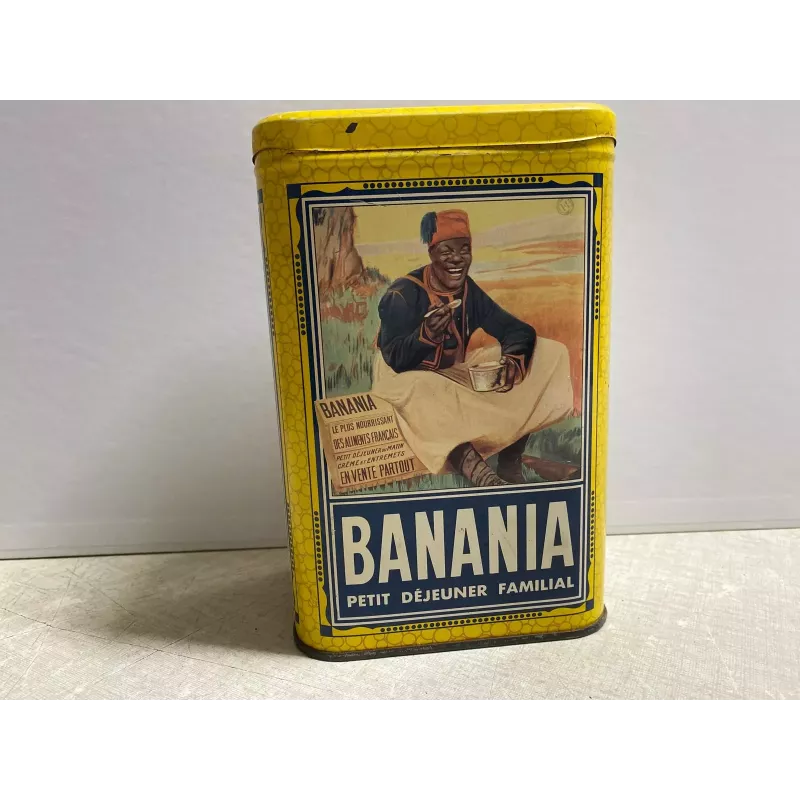 BANANIA
LE PLUS NOURRISSANT
DES ALIMENTS FRANÇAIS
PETIT DÉJEUNER DU MATIN
CRÈME ET ENTREMETS
EN VENTE PARTOUT
BANANIA
PETIT DÉJEUNER FAMILIAL